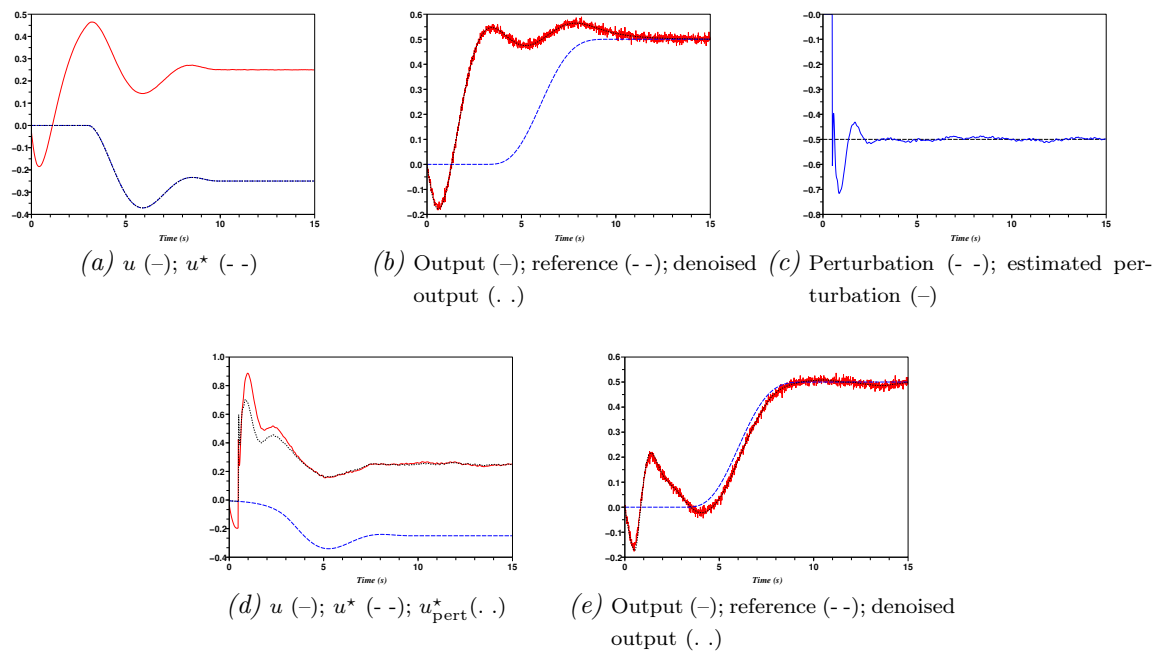 0.5
0.4
0.3
0.2
0.1
0.0
−0.1
−0.2
−0.3
−0.4
0 5 10 15
Time (s)
(a) u (–); u⋆ (- -)
0.6
0.5
0.4
0.3
0.2
0.1
0.0
−0.1
−0.2
0 5 10 15
Time (s)
(b) Output (–); reference (- -); denoised
output (. .)
−0.0
−0.1
−0.2
−0.3
−0.4
−0.5
−0.6
−0.7
−0.8
0 5 10 15
Time (s)
(c) Perturbation (- -); estimated per-
turbation (–)
1.0
0.8
0.6
0.4
0.2
0.0
−0.2
−0.4
0 5 10 15
Time (s)
(d) u (–); u⋆ (- -); u⋆pert(. .)
0.6
0.5
0.4
0.3
0.2
0.1
0.0
−0.1
−0.2
0 5 10 15
Time (s)
(e) Output (–); reference (- -); denoised
output (. .)